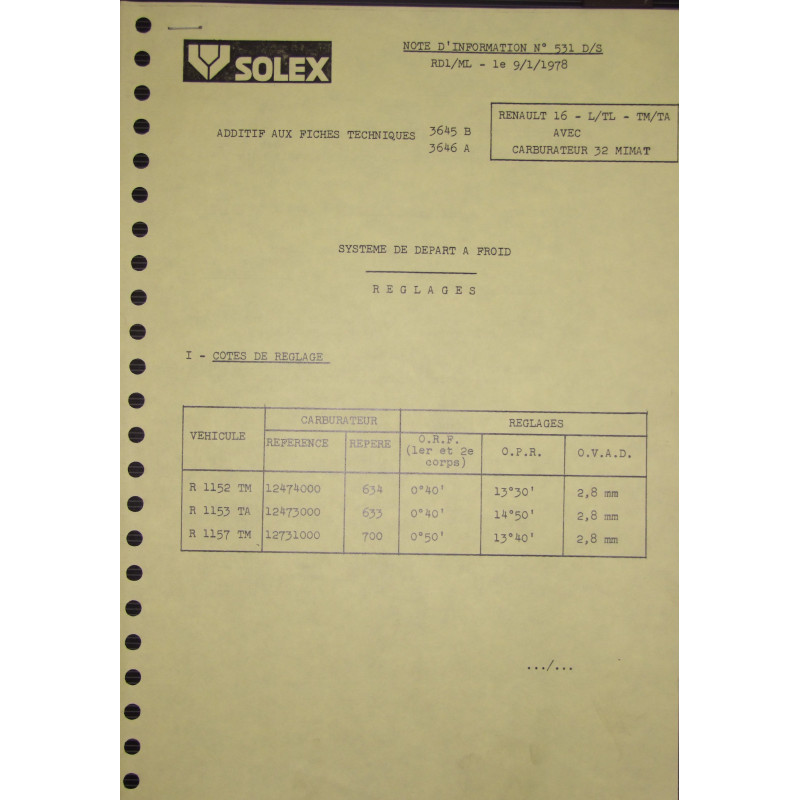 SOLEX
NOTE D'INFORMATION N° 531 D/S
RD1/ML - le 9/1/1978
ADDITIF AUX FICHES TECHNIQUES 3645 B
3646 A
RENAULT 16 - L/TL - TM/TA
AVEC
CARBURATEUR 32 MIMAT
SYSTEME DE DEPART A FROID
R E G L A G E S
I - COTES DE REGLAGE
VEHICULE CARBURATEUR REGLAGES
REFERENCE REPERE O.R.F. (1er et 2e corps) O.P.R. O.V.A.D.
R 1152 TM 12474000 634 0°40' 13°30' 2,8 mm
R 1153 TA 12473000 633 0°40' 14°50' 2,8 mm
R 1157 TM 12731000 700 0°50' 13°40' 2,8 mm
.../...